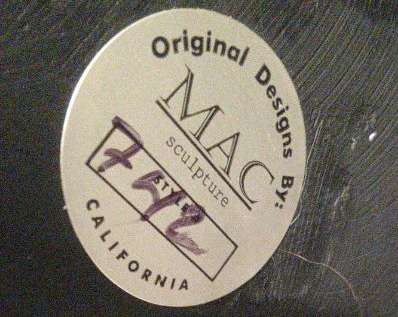 Original Designs By:
MAC
sculpture
STYLE
742
CALIFORNIA